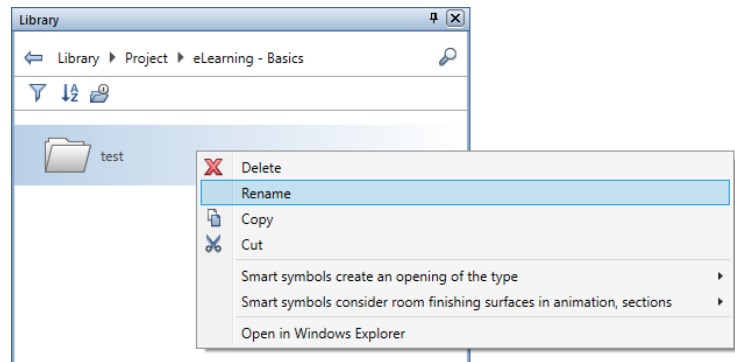 Library
Library Project eLearning - Basics
test
Delete
Rename
Copy
Cut
Smart symbols create an opening of the type
Smart symbols consider room finishing surfaces in animation, sections
Open in Windows Explorer